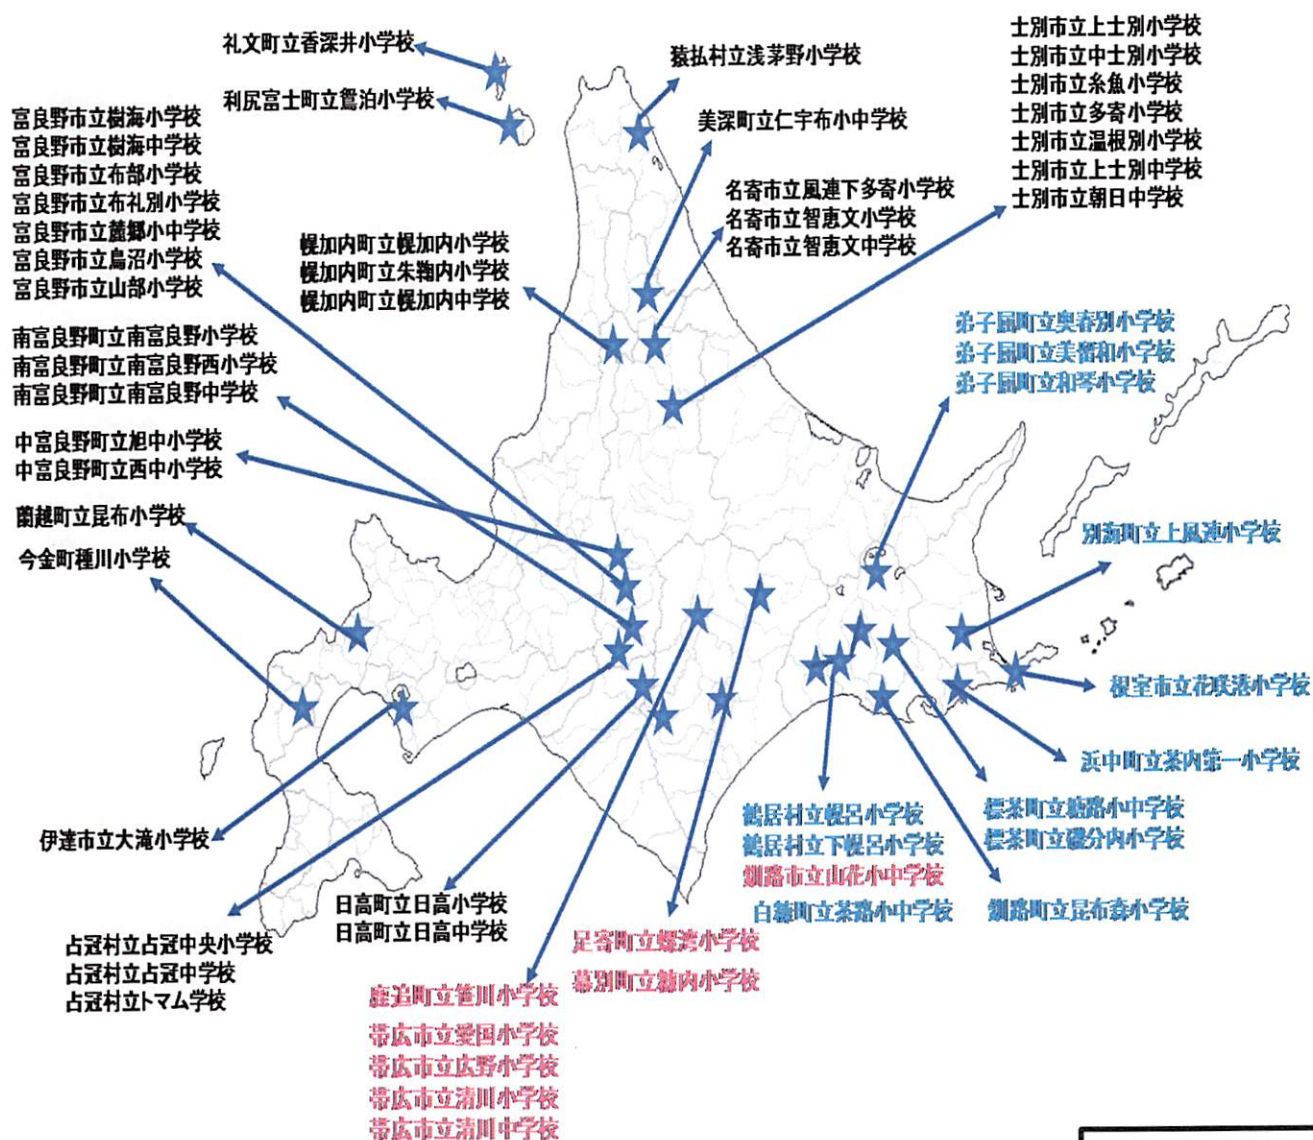 礼文町立香深井小学校
利尻富士町立鴛泊小学校
猿払村立浅茅野小学校
美深町立仁宇布小中学校
名寄市立風連下多寄小学校
名寄市立智恵文小学校
名寄市立智恵文中学校
士別市立上士別小学校
士別市立中士別小学校
士別市立糸魚小学校
士別市立多寄小学校
士別市立温根別小学校
士別市立上士別中学校
士別市立朝日中学校
富良野市立樹海小学校
富良野市立樹海中学校
富良野市立布部小学校
富良野市立布礼別小学校
富良野市立麓郷小中学校
富良野市立鳥沼小学校
富良野市立山部小学校
幌加内町立幌加内小学校
幌加内町立朱鞠内小学校
幌加内町立幌加内中学校
南富良野町立南富良野小学校
南富良野町立南富良野西小学校
南富良野町立南富良野中学校
中富良野町立旭中小学校
中富良野町立西中小学校
蘭越町立昆布小学校
今金町種川小学校
弟子屈町立奥春別小学校
弟子屈町立美留和小学校
弟子屈町立和琴小学校
別海町立上風連小学校
根室市立花咲港小学校
浜中町立茶内第一小学校
標茶町立塘路小中学校
標茶町立磯分内小学校
釧路町立昆布森小学校
鶴居村立幌呂小学校
鶴居村立下幌呂小学校
釧路市立山花小中学校
白糠町立茶路小中学校
伊達市立大滝小学校
占冠村立占冠中央小学校
占冠村立占冠中学校
占冠村立トマム学校
日高町立日高小学校
日高町立日高中学校
足寄町立螺湾小学校
幕別町立糠内小学校
鹿追町立笹川小学校
帯広市立愛国小学校
帯広市立広野小学校
帯広市立清川小学校
帯広市立清川中学校